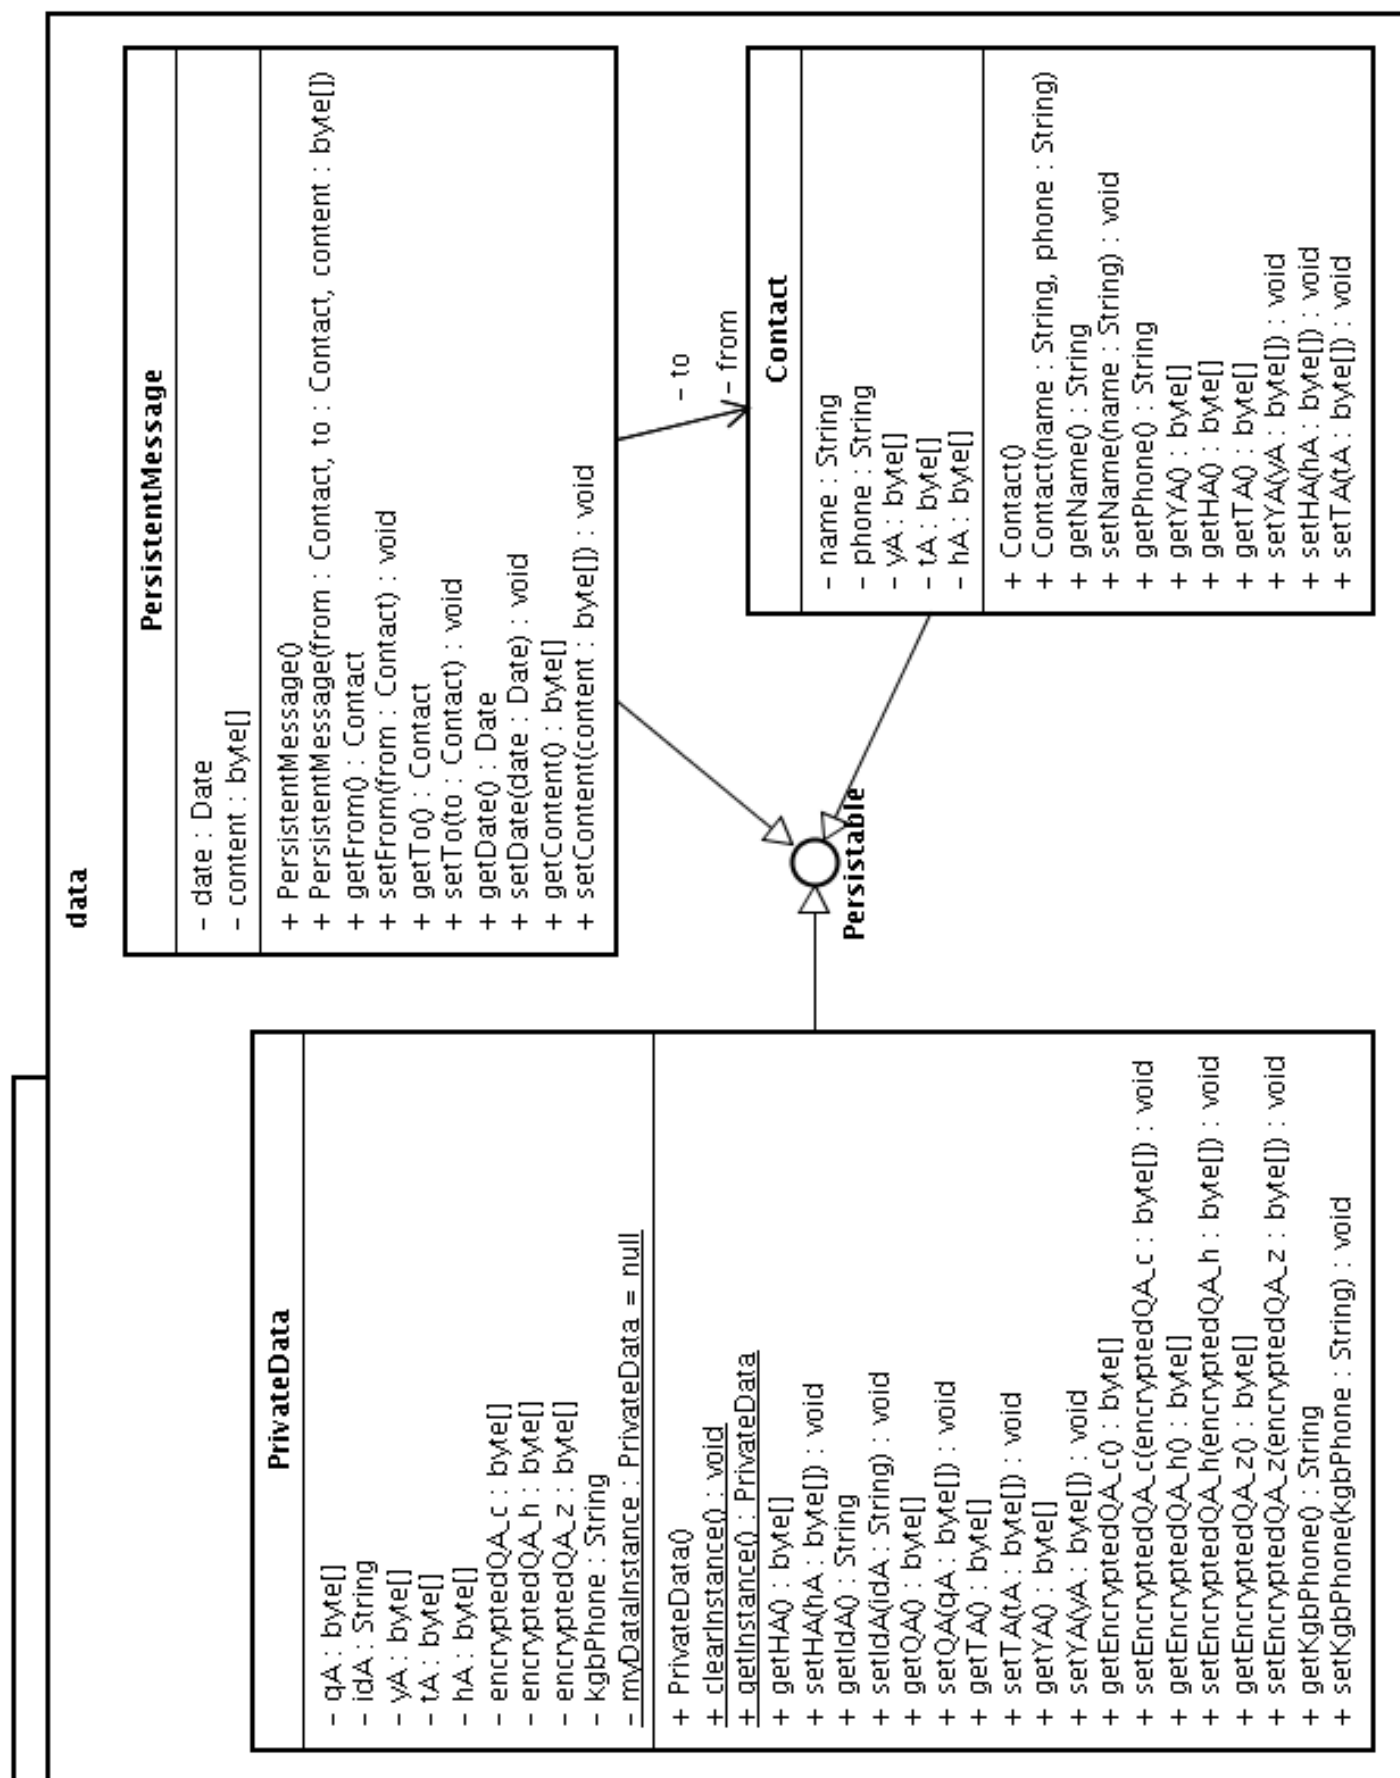 data
PrivateData
- qA : byte[]
- idA : String
- yA : byte[]
- tA : byte[]
- hA : byte[]
- encryptedQA_c : byte[]
- encryptedQA_h : byte[]
- encryptedQA_z : byte[]
- kgbPhone : String
- myDataInstance : PrivateData = null
+ PrivateData()
+ clearInstance() : void
+ getInstance() : PrivateData
+ getHA() : byte[]
+ setHA(hA : byte[]) : void
+ getIdA() : String
+ setIdA(idA : String) : void
+ getQA() : byte[]
+ setQA(qA : byte[]) : void
+ getTA() : byte[]
+ setTA(tA : byte[]) : void
+ getYA() : byte[]
+ setYA(yA : byte[]) : void
+ getEncryptedQA_c() : byte[]
+ setEncryptedQA_c(encryptedQA_c : byte[]) : void
+ getEncryptedQA_h() : byte[]
+ setEncryptedQA_h(encryptedQA_h : byte[]) : void
+ getEncryptedQA_z() : byte[]
+ setEncryptedQA_z(encryptedQA_z : byte[]) : void
+ getKgbPhone() : String
+ setKgbPhone(kgbPhone : String) : void
PersistentMessage
- date : Date
- content : byte[]
+ PersistentMessage()
+ PersistentMessage(from : Contact, to : Contact, content : byte[])
+ getFrom() : Contact
+ setFrom(from : Contact) : void
+ getTo() : Contact
+ setTo(to : Contact) : void
+ getDate() : Date
+ setDate(date : Date) : void
+ getContent() : byte[]
+ setContent(content : byte[]) : void
- to
- from
Persistable
Contact
- name : String
- phone : String
- yA : byte[]
- tA : byte[]
- hA : byte[]
+ Contact()
+ Contact(name : String, phone : String)
+ getName() : String
+ setName(name : String) : void
+ getPhone() : String
+ getYA() : byte[]
+ getHA() : byte[]
+ getTA() : byte[]
+ setYA(yA : byte[]) : void
+ setHA(hA : byte[]) : void
+ setTA(tA : byte[]) : void